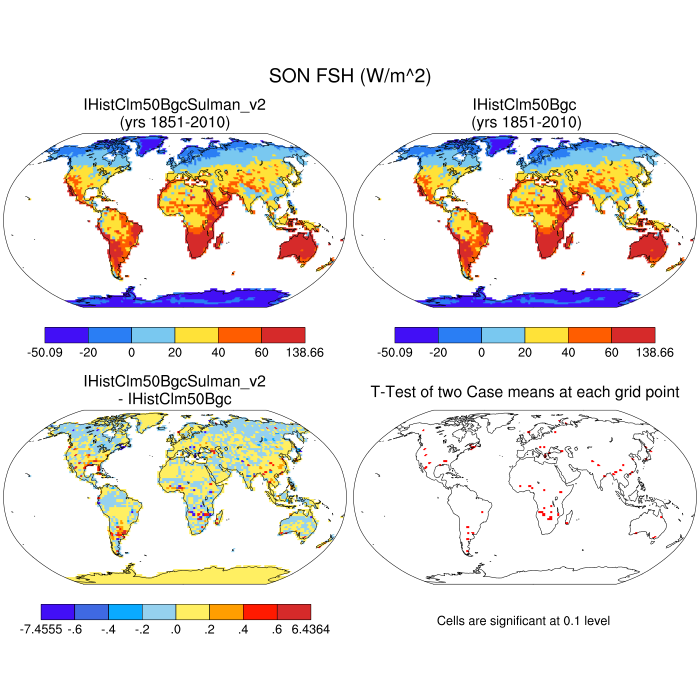 SON FSH (W/m^2)
IHistClm50BgcSulman_v2
(yrs 1851-2010)
IHistClm50Bgc
(yrs 1851-2010)
-50.09 -20 0 20 40 60 138.66
-50.09 -20 0 20 40 60 138.66
IHistClm50BgcSulman_v2
- IHistClm50Bgc
T-Test of two Case means at each grid point
-7.4555 -.6 -.4 -.2 .0 .2 .4 .6 6.4364
Cells are significant at 0.1 level